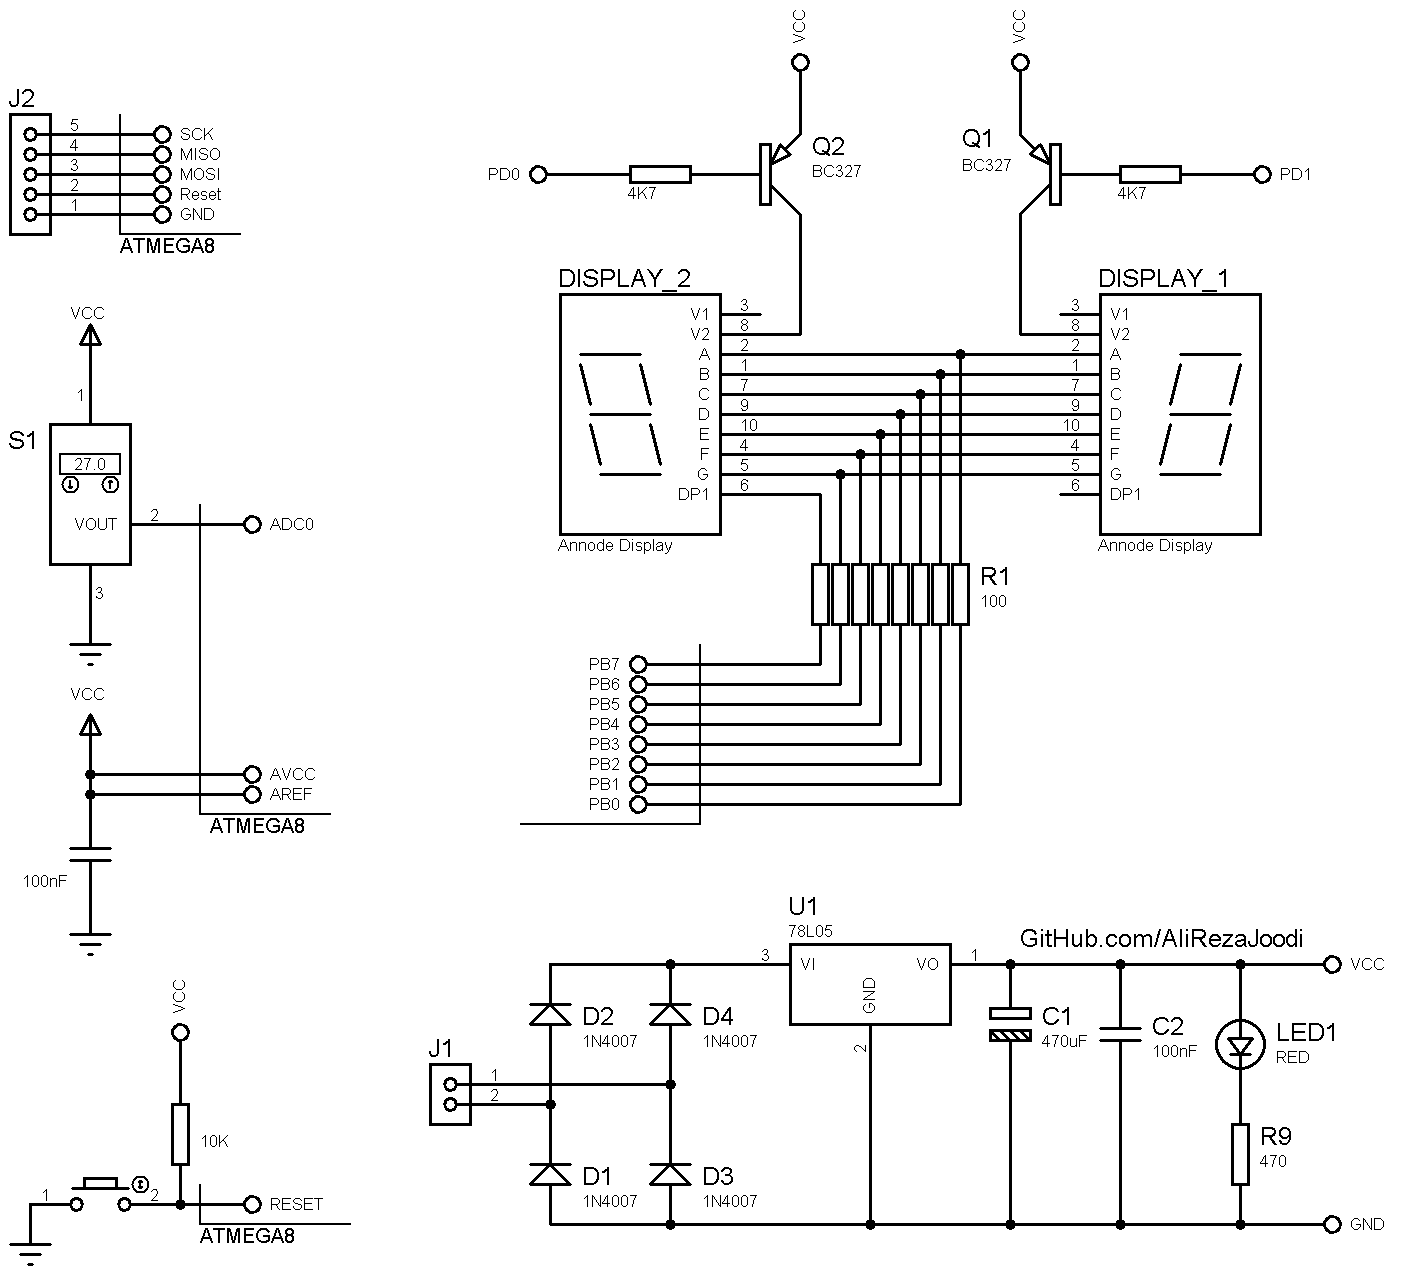 J2
5 SCK
4 MISO
3 MOSI
2 Reset
1 GND
ATMEGA8
VCC
1
S1
27.0
VOUT 2 ADC0
3
VCC
AVCC
AREF
ATMEGA8
100nF
VCC
10K
1 2 RESET
ATMEGA8
VCC VCC
Q2 Q1
BC327 BC327
PD0 4K7 4K7 PD1
DISPLAY_2 DISPLAY_1
V1 3 3 V1
V2 8 8 V2
A 2 2 A
B 1 1 B
C 7 7 C
D 9 9 D
E 10 10 E
F 4 4 F
G 5 5 G
DP1 6 6 DP1
Annode Display Annode Display
R1
100
PB7
PB6
PB5
PB4
PB3
PB2
PB1
PB0
U1
78L05
GitHub.com/AliRezaJoodi
3 VI VO 1 VCC
GND
2
D2 D4 C1 C2 LED1
1N4007 1N4007 470uF 100nF RED
J1
1
2
D1 D3 R9
1N4007 1N4007 470
GND